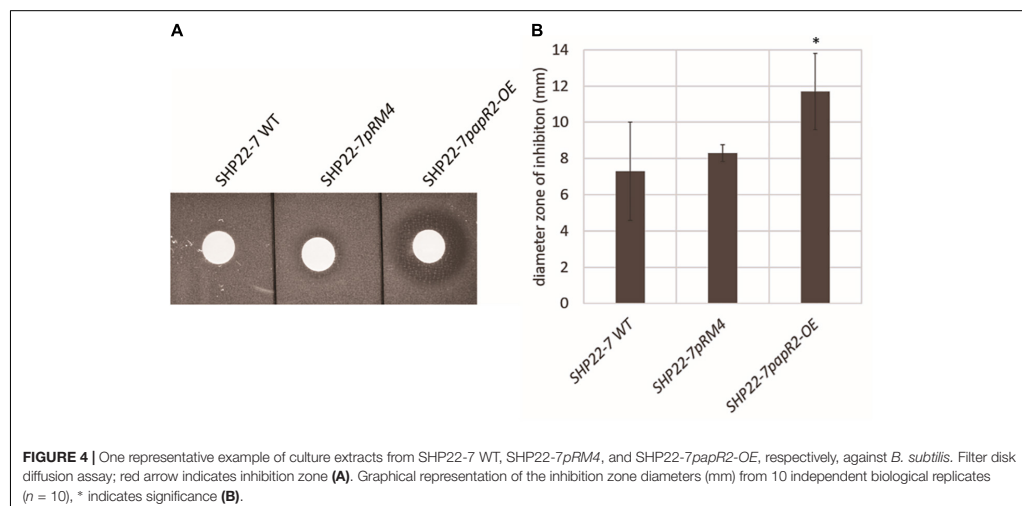 A
SHP22-7 WT
SHP22-7pRM4
SHP22-7papR2-OE
B
*
diameter zone of inhibiton (mm)
14
12
10
8
6
4
2
0
SHP22-7 WT
SHP22-7pRM4
SHP22-7papR2-OE
FIGURE 4 | One representative example of culture extracts from SHP22-7 WT, SHP22-7pRM4, and SHP22-7papR2-OE, respectively, against B. subtilis. Filter disk
diffusion assay; red arrow indicates inhibition zone (A). Graphical representation of the inhibition zone diameters (mm) from 10 independent biological replicates
(n = 10), * indicates significance (B).